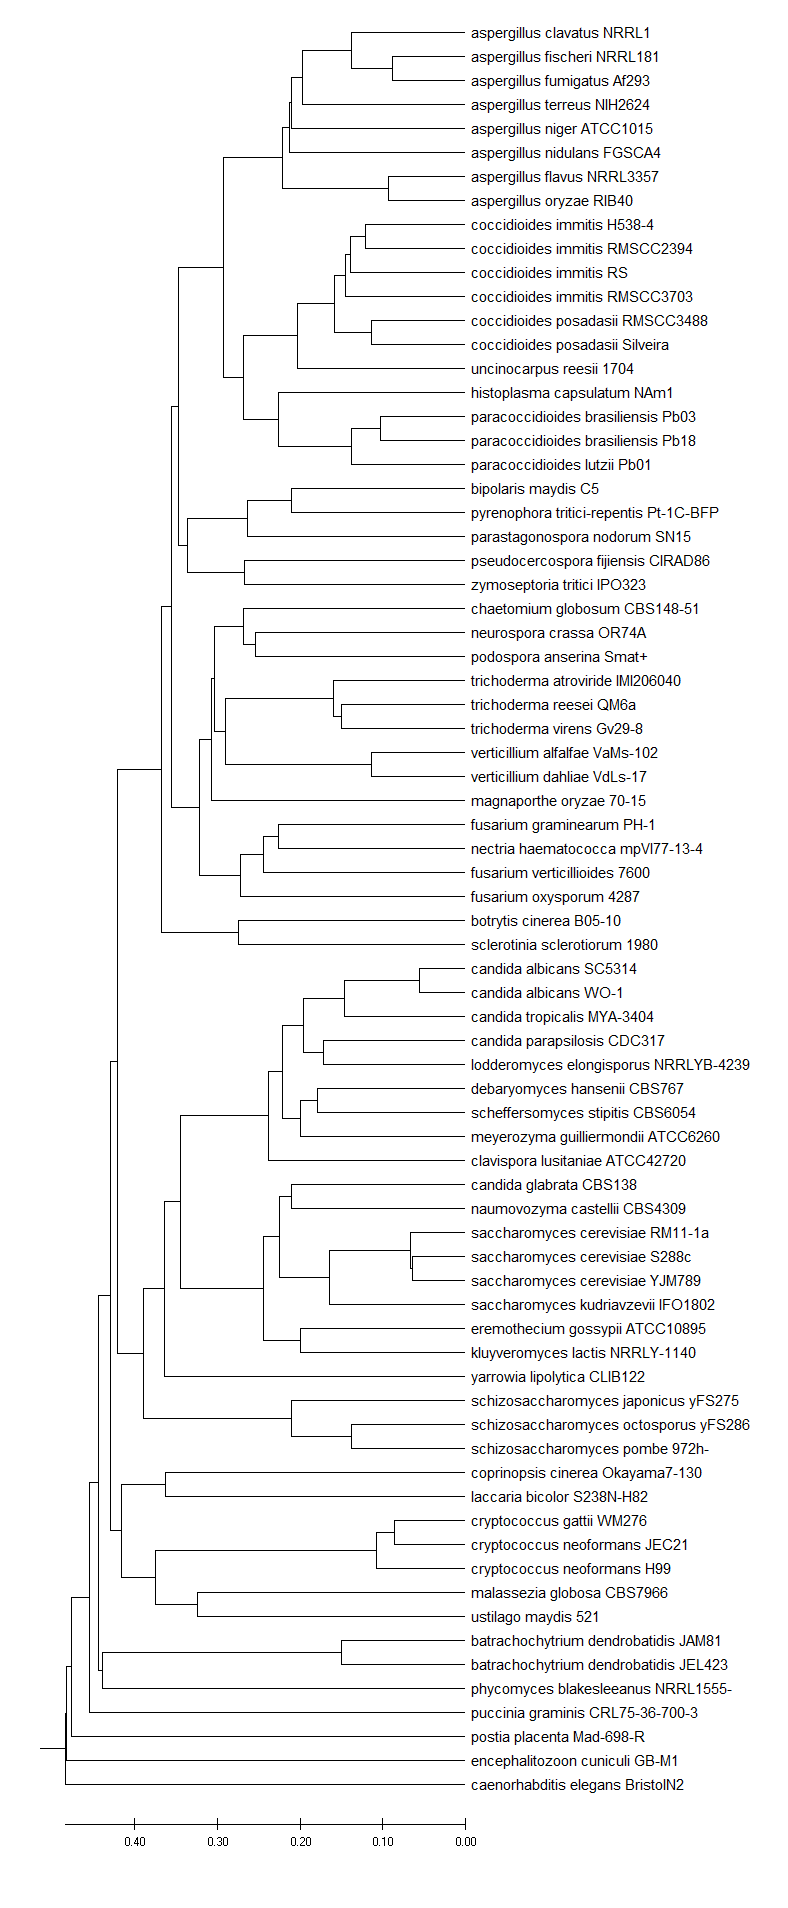 aspergillus clavatus NRRL1
aspergillus fischeri NRRL181
aspergillus fumigatus Af293
aspergillus terreus NIH2624
aspergillus niger ATCC1015
aspergillus nidulans FGSCA4
aspergillus flavus NRRL3357
aspergillus oryzae RIB40
coccidioides immitis H538-4
coccidioides immitis RMSCC2394
coccidioides immitis RS
coccidioides immitis RMSCC3703
coccidioides posadasii RMSCC3488
coccidioides posadasii Silveira
uncinocarpus reesii 1704
histoplasma capsulatum NAm1
paracoccidioides brasiliensis Pb03
paracoccidioides brasiliensis Pb18
paracoccidioides lutzii Pb01
bipolaris maydis C5
pyrenophora tritici-repentis Pt-1C-BFP
parastagonospora nodorum SN15
pseudocercospora fijiensis CIRAD86
zymoseptoria tritici IPO323
chaetomium globosum CBS148-51
neurospora crassa OR74A
podospora anserina Smat+
trichoderma atroviride IMI206040
trichoderma reesei QM6a
trichoderma virens Gv29-8
verticillium alfalfae VaMs-102
verticillium dahliae VdLs-17
magnaporthe oryzae 70-15
fusarium graminearum PH-1
nectria haematococca mpVI77-13-4
fusarium verticillioides 7600
fusarium oxysporum 4287
botrytis cinerea B05-10
sclerotinia sclerotiorum 1980
candida albicans SC5314
candida albicans WO-1
candida tropicalis MYA-3404
candida parapsilosis CDC317
lodderomyces elongisporus NRRLYB-4239
debaryomyces hansenii CBS767
scheffersomyces stipitis CBS6054
meyerozyma guilliermondii ATCC6260
clavispora lusitaniae ATCC42720
candida glabrata CBS138
naumovozyma castellii CBS4309
saccharomyces cerevisiae RM11-1a
saccharomyces cerevisiae S288c
saccharomyces cerevisiae YJM789
saccharomyces kudriavzevii IFO1802
eremothecium gossypii ATCC10895
kluyveromyces lactis NRRLY-1140
yarrowia lipolytica CLIB122
schizosaccharomyces japonicus yFS275
schizosaccharomyces octosporus yFS286
schizosaccharomyces pombe 972h-
coprinopsis cinerea Okayama7-130
laccaria bicolor S238N-H82
cryptococcus gattii WM276
cryptococcus neoformans JEC21
cryptococcus neoformans H99
malassezia globosa CBS7966
ustilago maydis 521
batrachochytrium dendrobatidis JAM81
batrachochytrium dendrobatidis JEL423
phycomyces blakesleeanus NRRL1555-
puccinia graminis CRL75-36-700-3
postia placenta Mad-698-R
encephalitozoon cuniculi GB-M1
caenorhabditis elegans BristolN2
0.40 0.30 0.20 0.10 0.00